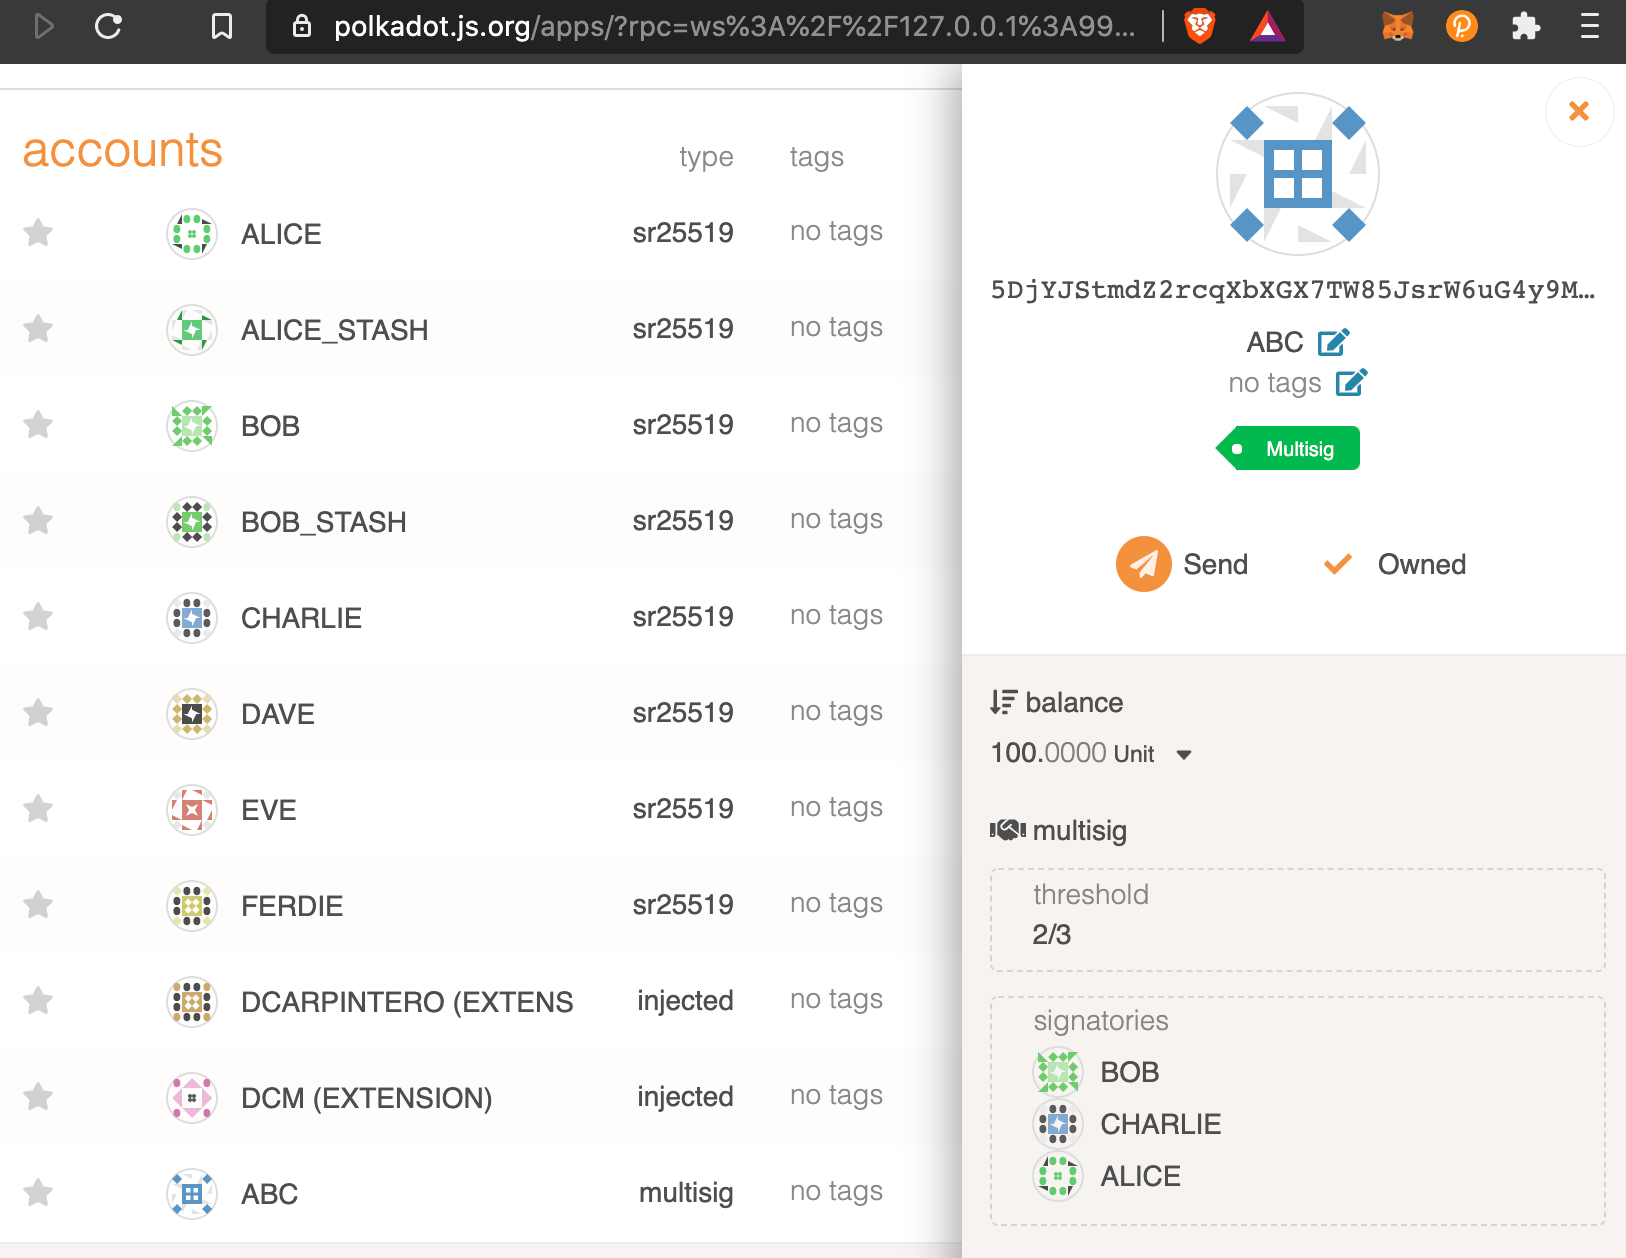 polkadot.js.org/apps/?rpc=ws%3A%2F%2F127.0.0.1%3A99...
accounts type tags
ALICE sr25519 no tags
ALICE_STASH sr25519 no tags
BOB sr25519 no tags
BOB_STASH sr25519 no tags
CHARLIE sr25519 no tags
DAVE sr25519 no tags
EVE sr25519 no tags
FERDIE sr25519 no tags
DCARPINTERO (EXTENS injected no tags
DCM (EXTENSION) injected no tags
ABC multisig no tags
5DjYJStmdZ2rcqXbXGX7TW85JsrW6uG4y9M...
ABC
no tags
Multisig
Send Owned
balance
100.0000 Unit
multisig
threshold
2/3
signatories
BOB
CHARLIE
ALICE